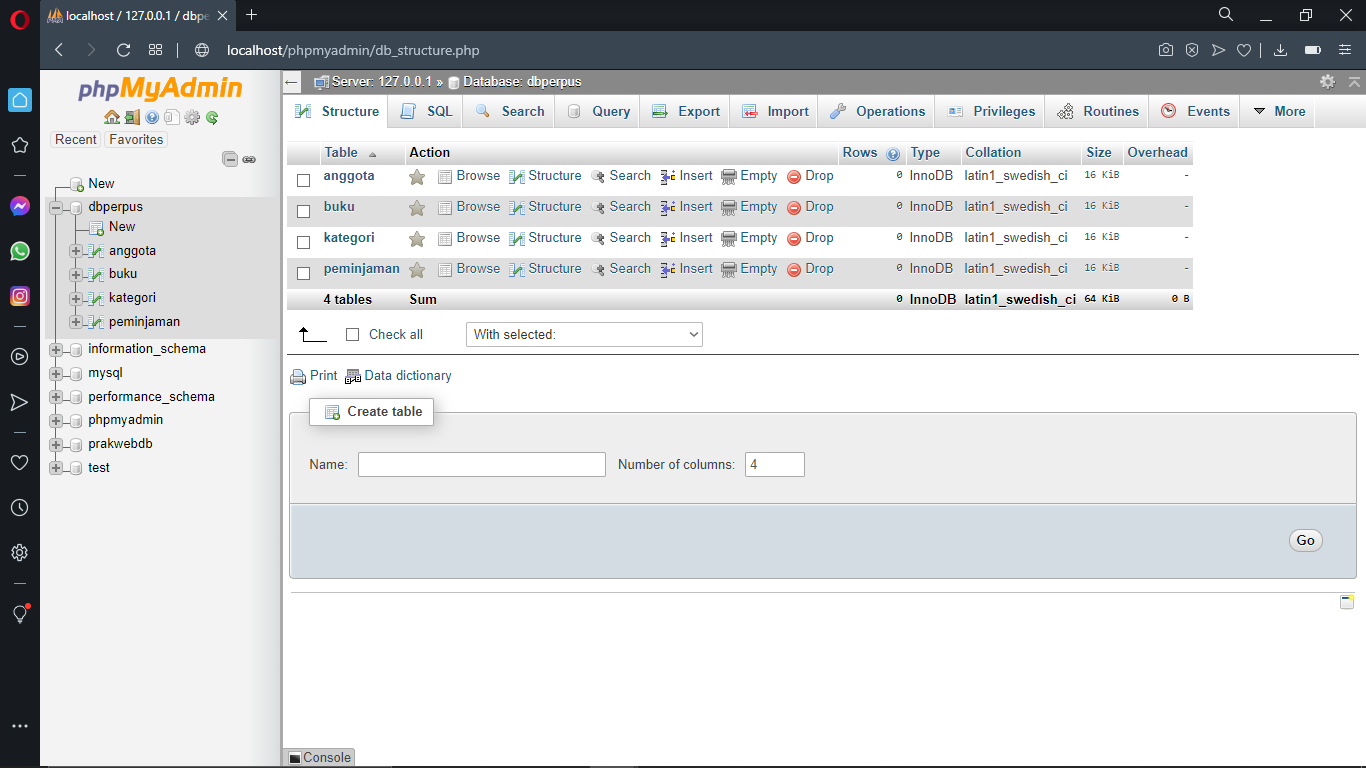 localhost / 127.0.0.1 / dbpe
localhost/phpmyadmin/db_structure.php
phpMyAdmin
Recent Favorites
New
dbperpus
New
anggota
buku
kategori
peminjaman
information_schema
mysql
performance_schema
phpmyadmin
prakwebdb
test
Server: 127.0.0.1 » Database: dbperpus
Structure SQL Search Query Export Import Operations Privileges Routines Events More
Table Action Rows Type Collation Size Overhead
anggota Browse Structure Search Insert Empty Drop 0 InnoDB latin1_swedish_ci 16 KiB -
buku Browse Structure Search Insert Empty Drop 0 InnoDB latin1_swedish_ci 16 KiB -
kategori Browse Structure Search Insert Empty Drop 0 InnoDB latin1_swedish_ci 16 KiB -
peminjaman Browse Structure Search Insert Empty Drop 0 InnoDB latin1_swedish_ci 16 KiB -
4 tables Sum 0 InnoDB latin1_swedish_ci 64 KiB 0 B
Check all With selected:
Print Data dictionary
Create table
Name: Number of columns: 4
Go
Console